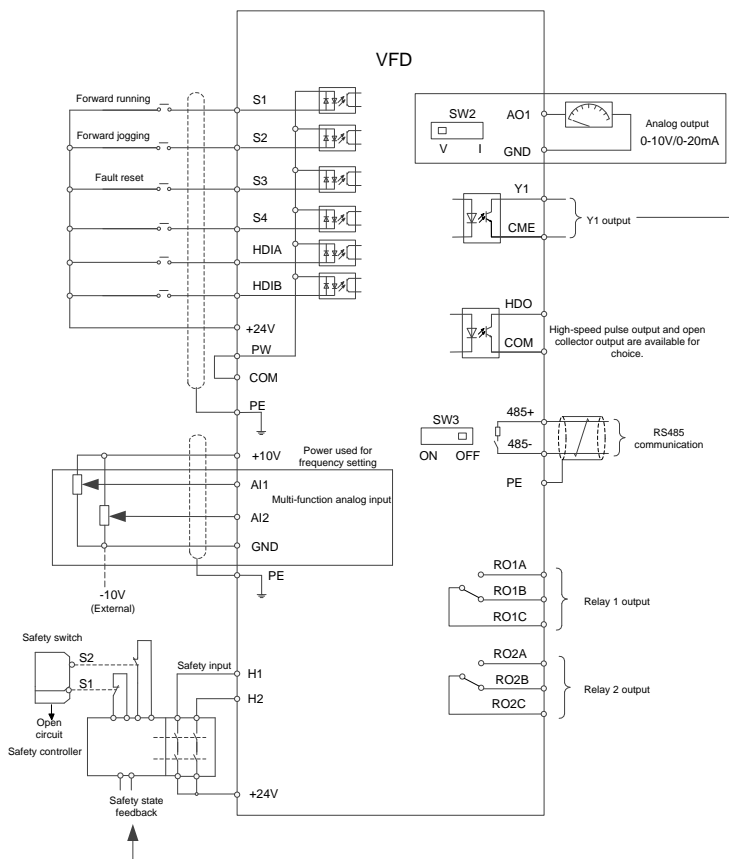 VFD
Forward running
S1
Forward jogging
S2
Fault reset
S3
S4
HDIA
HDIB
+24V
PW
COM
PE
SW2
V I
AO1
GND
Analog output
0-10V/0-20mA
Y1
CME
Y1 output
HDO
COM
High-speed pulse output and open
collector output are available for
choice.
SW3
ON OFF
485+
485-
PE
RS485
communication
Power used for
frequency setting
+10V
AI1
Multi-function analog input
AI2
GND
PE
-10V
(External)
RO1A
RO1B
RO1C
Relay 1 output
RO2A
RO2B
RO2C
Relay 2 output
Safety switch
S2
S1
Open
circuit
Safety controller
Safety input
H1
H2
+24V
Safety state
feedback